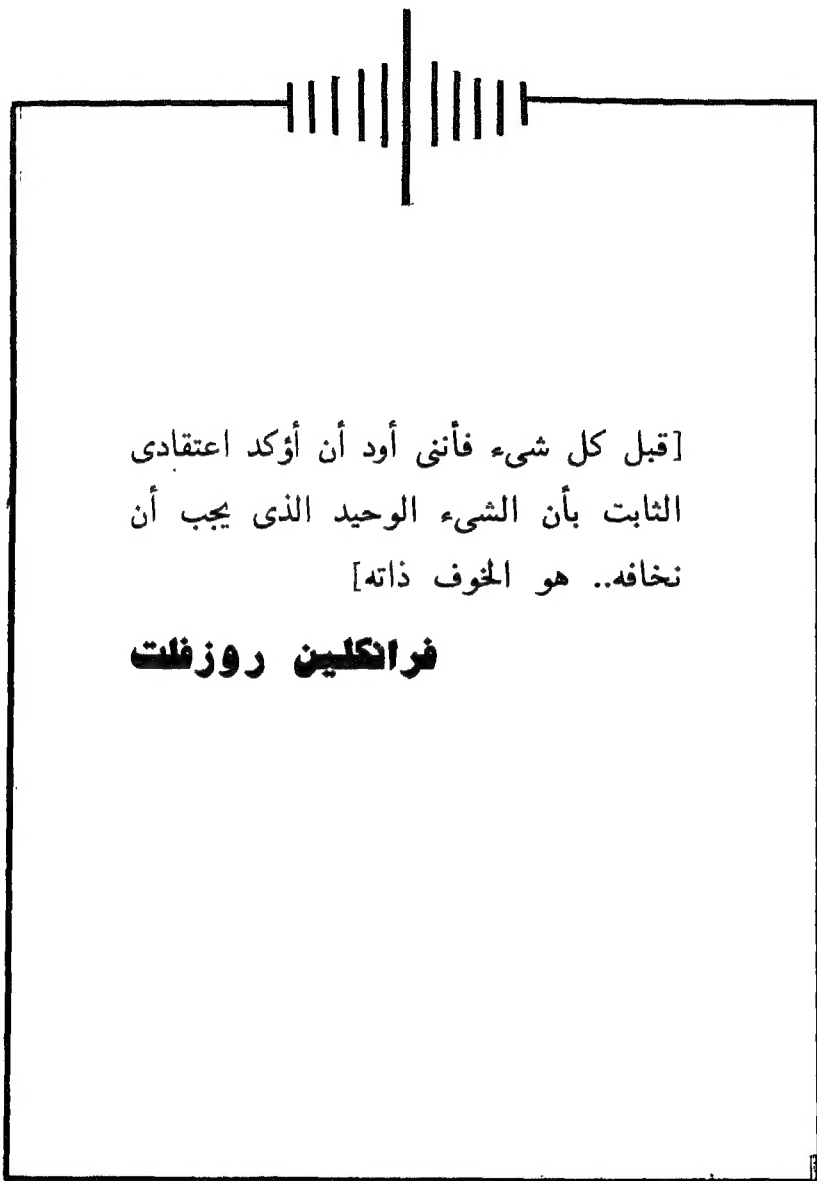 [قبل كل شىء فأننى أود أن أؤكد اعتقادى
الثابت بأن الشىء الوحيد الذى يجب أن
نخافه.. هو الخوف ذاته]
فرانكلين روزفلت